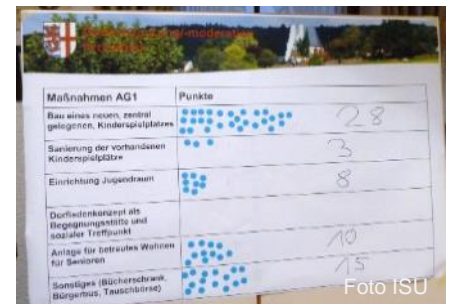 Maßnahmen AG1 Punkte
Bau eines neuen, zentral
gelegenen, Kinderspielplatzes 28
Sanierung der vorhandenen
Kinderspielplätze 3
Einrichtung Jugendraum 8
Dorfladenkonzept als
Begegnungsstätte und
sozialer Treffpunkt
Anlage für betreutes Wohnen
für Senioren 10
Sonstiges (Bücherschrank,
Bürgerbus, Tauschbörse) 15
Foto ISU